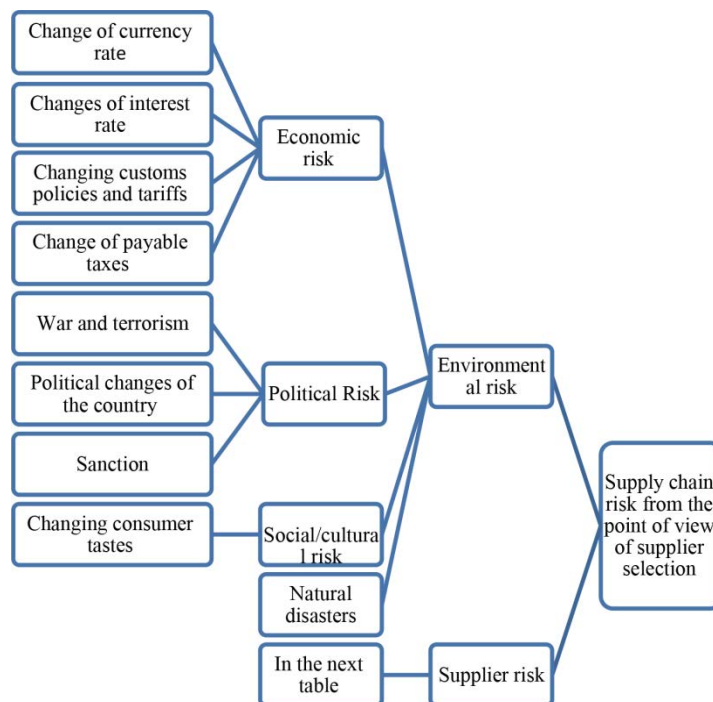 Change of currency
rate
Changes of interest
rate
Changing customs
policies and tariffs
Change of payable
taxes
War and terrorism
Political changes of
the country
Sanction
Changing consumer
tastes
Economic
risk
Political Risk
Social/cultura
l risk
Natural
disasters
In the next
table
Environment
al risk
Supplier risk
Supply chain
risk from the
point of view
of supplier
selection